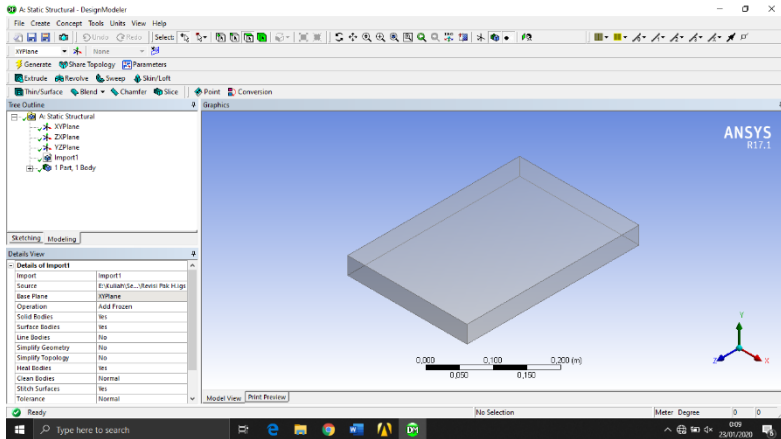 A: Static Structural - DesignModeler
File Create Concept Tools Units View Help
Undo Redo Select:
XYPlane None
Generate Share Topology Parameters
Extrude Revolve Sweep Skin/Loft
Thin/Surface Blend Chamfer Slice Point Conversion
Tree Outline
A: Static Structural
XYPlane
ZXPlane
YZPlane
Import1
1 Part, 1 Body
Sketching Modeling
Details View
Details of Import1
Import Import1
Source E:\Kuliah\Se...\Revisi Pak H.igs
Base Plane XYPlane
Operation Add Frozen
Solid Bodies Yes
Surface Bodies Yes
Line Bodies No
Simplify Geometry No
Simplify Topology No
Heal Bodies Yes
Clean Bodies Normal
Stitch Surfaces Yes
Tolerance Normal
Graphics
ANSYS
R17.1
0,000 0,100 0,200 (m)
0,050 0,150
Y
Z X
Model View Print Preview
Ready No Selection Meter Degree 0 0
Type here to search
0:09
23/01/2020